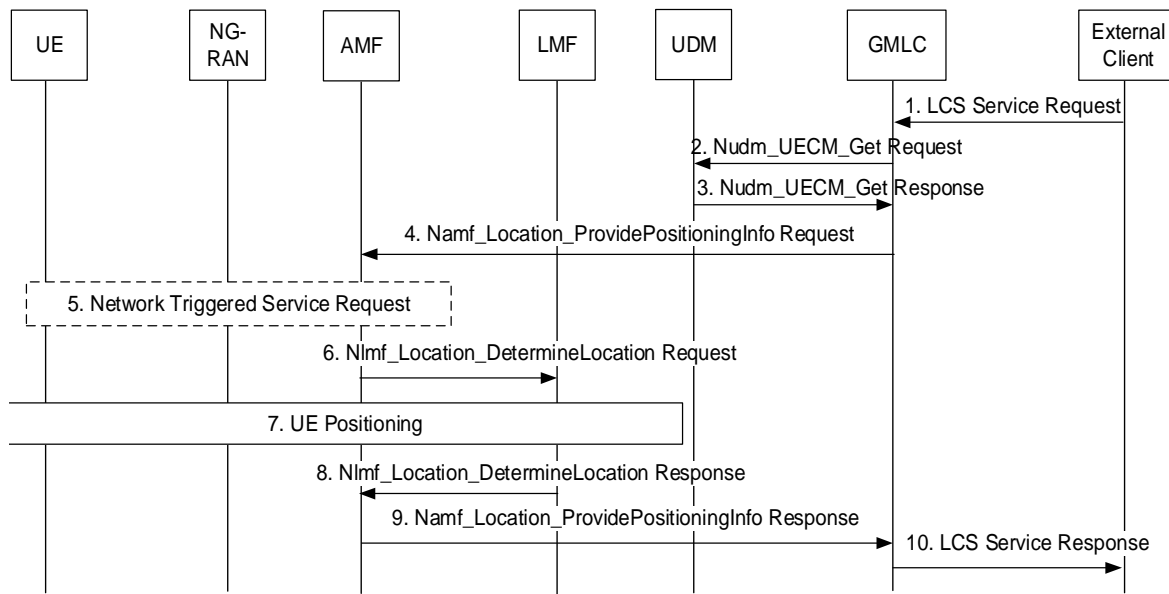 UE
NG-
RAN
AMF
LMF
UDM
GMLC
External
Client
1. LCS Service Request
2. Nudm_UECM_Get Request
3. Nudm_UECM_Get Response
4. Namf_Location_ProvidePositioningInfo Request
5. Network Triggered Service Request
6. Nlmf_Location_DetermineLocation Request
7. UE Positioning
8. Nlmf_Location_DetermineLocation Response
9. Namf_Location_ProvidePositioningInfo Response
10. LCS Service Response